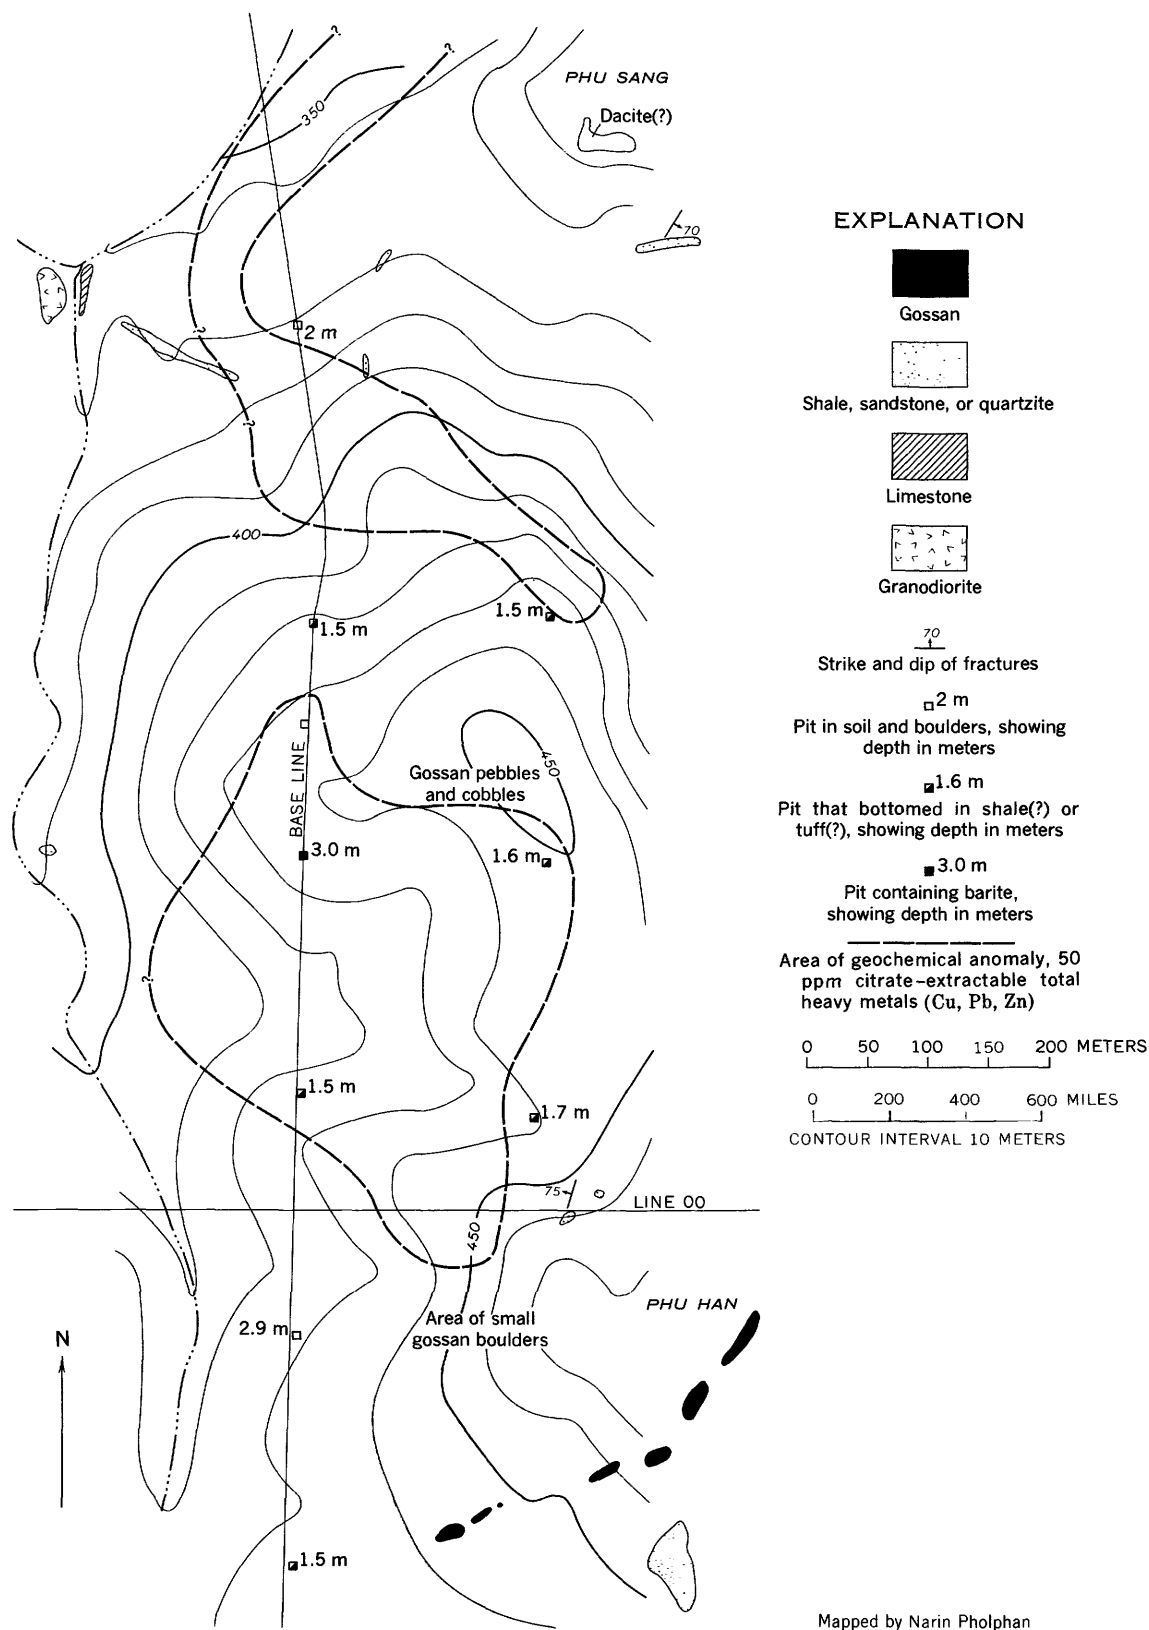 ?
?
PHU SANG
350
Dacite(?)
70
?
2 m
?
400
1.5 m
1.5 m
450
Gossan pebbles
and cobbles
BASE LINE
3.0 m
1.6 m
?
1.5 m
1.7 m
75
LINE 00
450
PHU HAN
Area of small
gossan boulders
2.9 m
N
1.5 m
EXPLANATION
Gossan
Shale, sandstone, or quartzite
Limestone
Granodiorite
70
Strike and dip of fractures
2 m
Pit in soil and boulders, showing
depth in meters
1.6 m
Pit that bottomed in shale(?) or
tuff(?), showing depth in meters
3.0 m
Pit containing barite,
showing depth in meters
Area of geochemical anomaly, 50
ppm citrate-extractable total
heavy metals (Cu, Pb, Zn)
0 50 100 150 200 METERS
0 200 400 600 MILES
CONTOUR INTERVAL 10 METERS
Mapped by Narin Pholphan